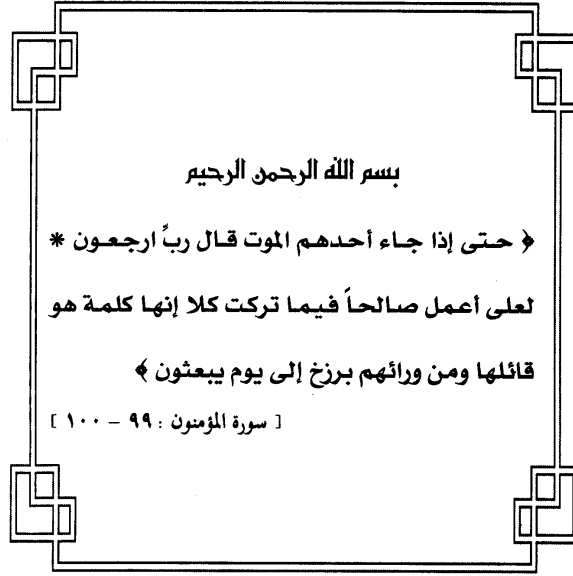 بسم الله الرحمن الرحيم
﴿ حتى إذا جاء أحدهم الموت قال ربِّ ارجعون *
لعلى أعمل صالحاً فيما تركت كلا إنها كلمة هو
قائلها ومن ورائهم برزخ إلى يوم يبعثون ﴾
[ سورة المؤمنون : ٩٩ – ١٠٠ ]